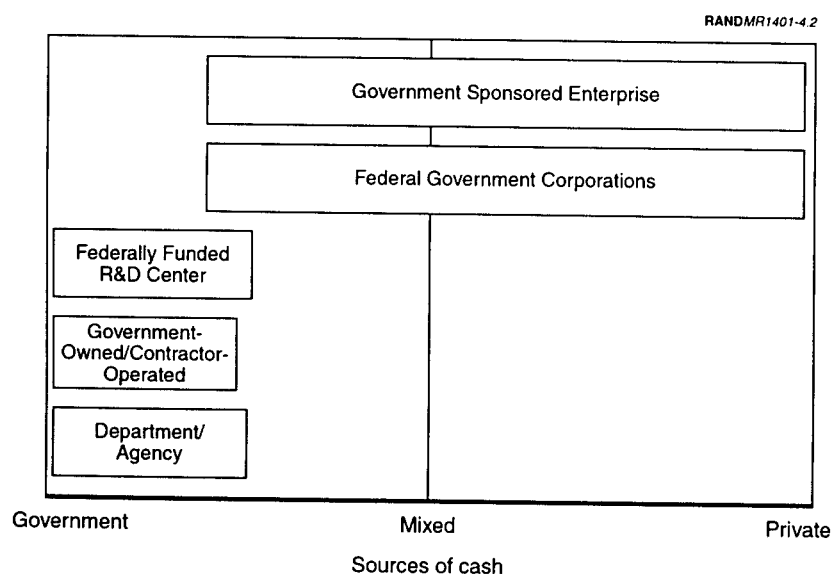 RANDMR1401-4.2
Government Sponsored Enterprise
Federal Government Corporations
Federally Funded
R&D Center
Government-
Owned/Contractor-
Operated
Department/
Agency
Government
Mixed
Private
Sources of cash